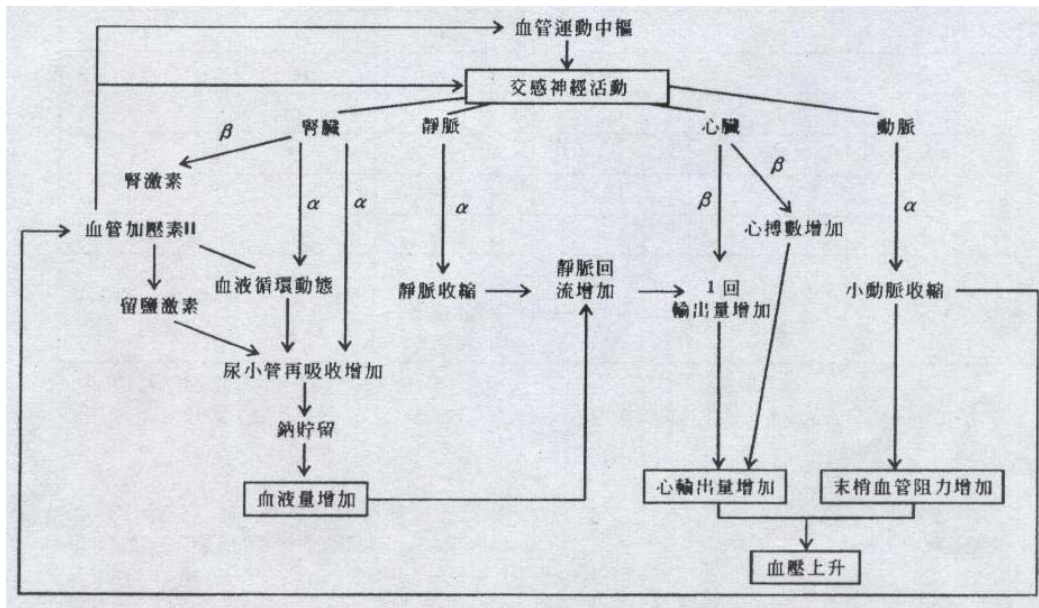 血管運動中樞
交感神經活動
腎臟
靜脈
心臟
動脈
β
β
腎激素
α
α
α
β
α
血管加壓素II
心搏數增加
血液循環動態
靜脈收縮
靜脈回
流增加
1回
輸出量增加
小動脈收縮
留鹽激素
尿小管再吸收增加
鈉貯留
血液量增加
心輸出量增加
末梢血管阻力增加
血壓上升